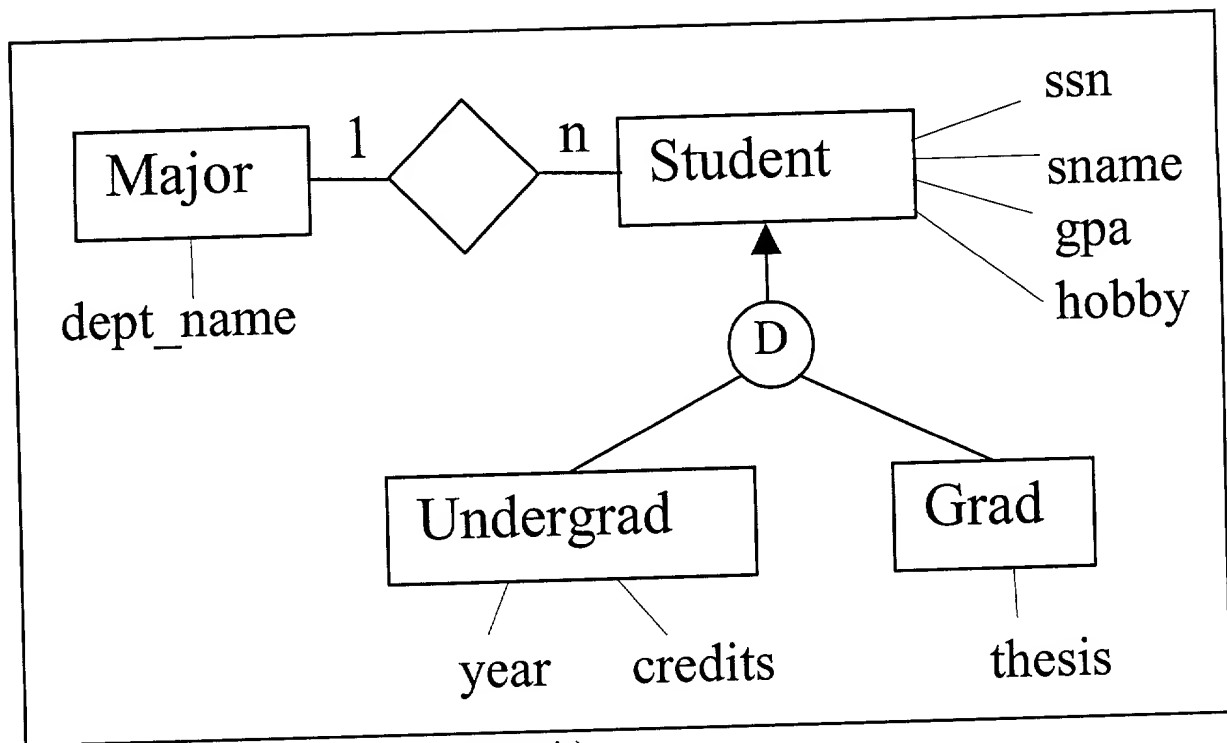 ssn
1
n
Major
Student
sname
gpa
hobby
dept_name
D
Undergrad
Grad
year
credits
thesis